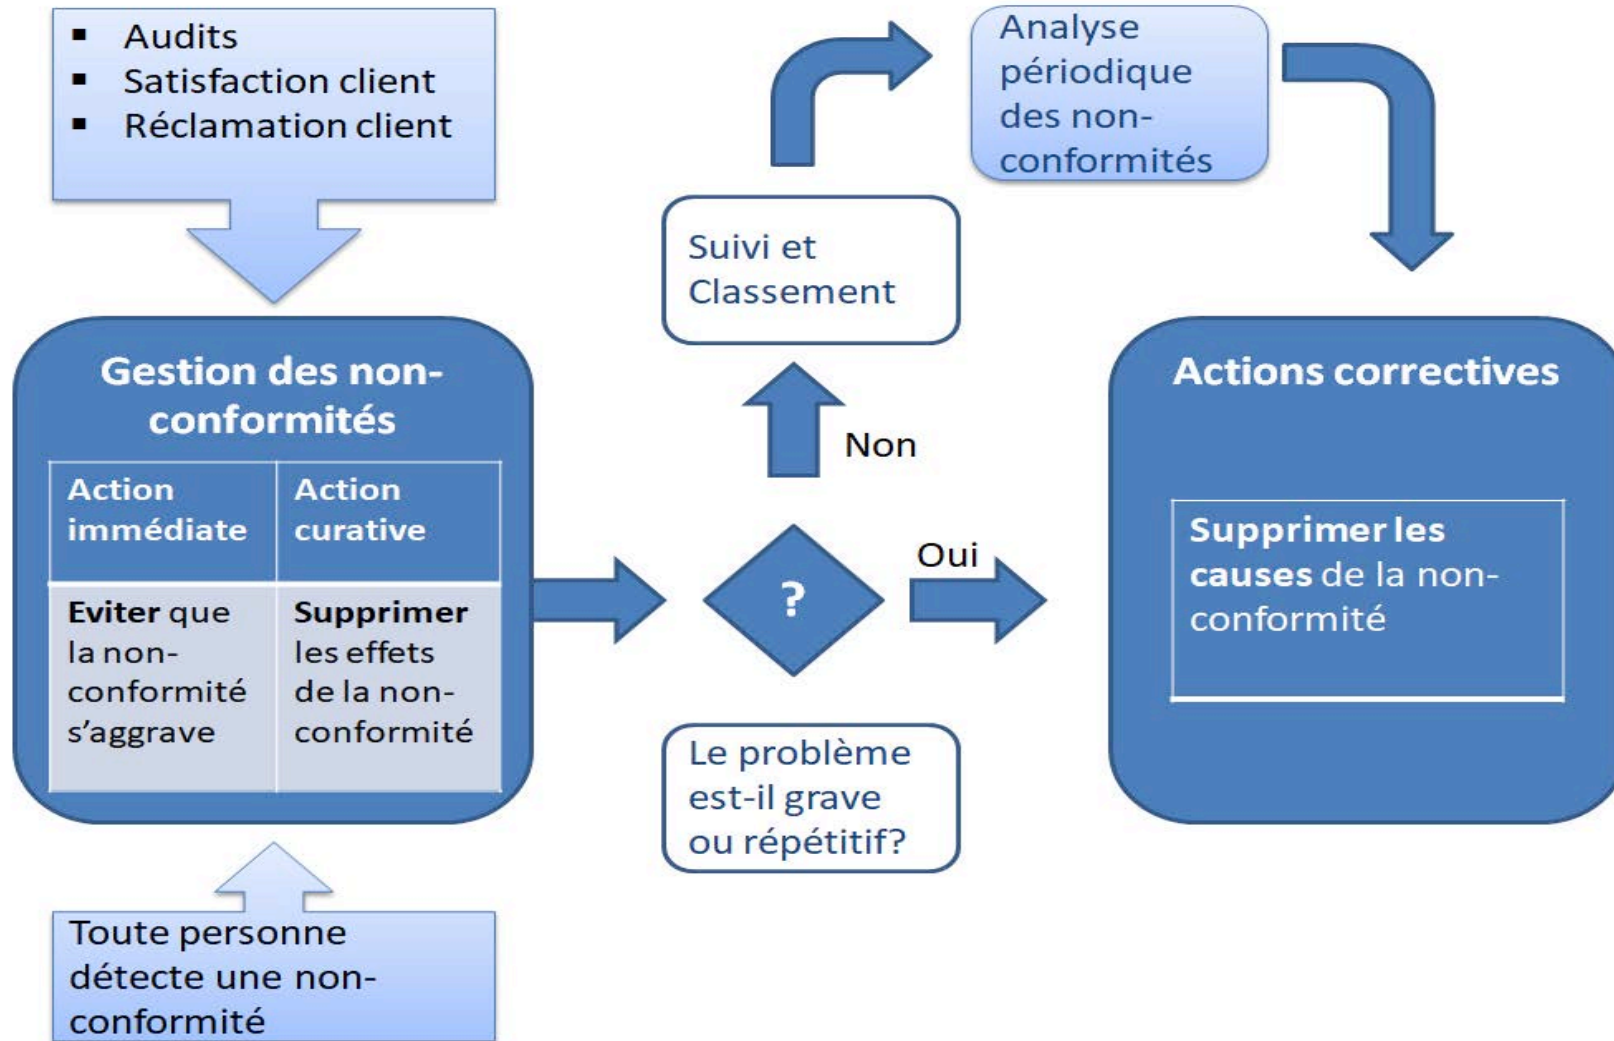 ▪ Audits
▪ Satisfaction client
▪ Réclamation client
Gestion des non-
conformités
Action
immédiate
Action
curative
Eviter que
la non-
conformité
s’aggrave
Supprimer
les effets
de la non-
conformité
Toute personne
détecte une non-
conformité
?
Le problème
est-il grave
ou répétitif?
Non
Suivi et
Classement
Analyse
périodique
des non-
conformités
Oui
Actions correctives
Supprimer les
causes de la non-
conformité